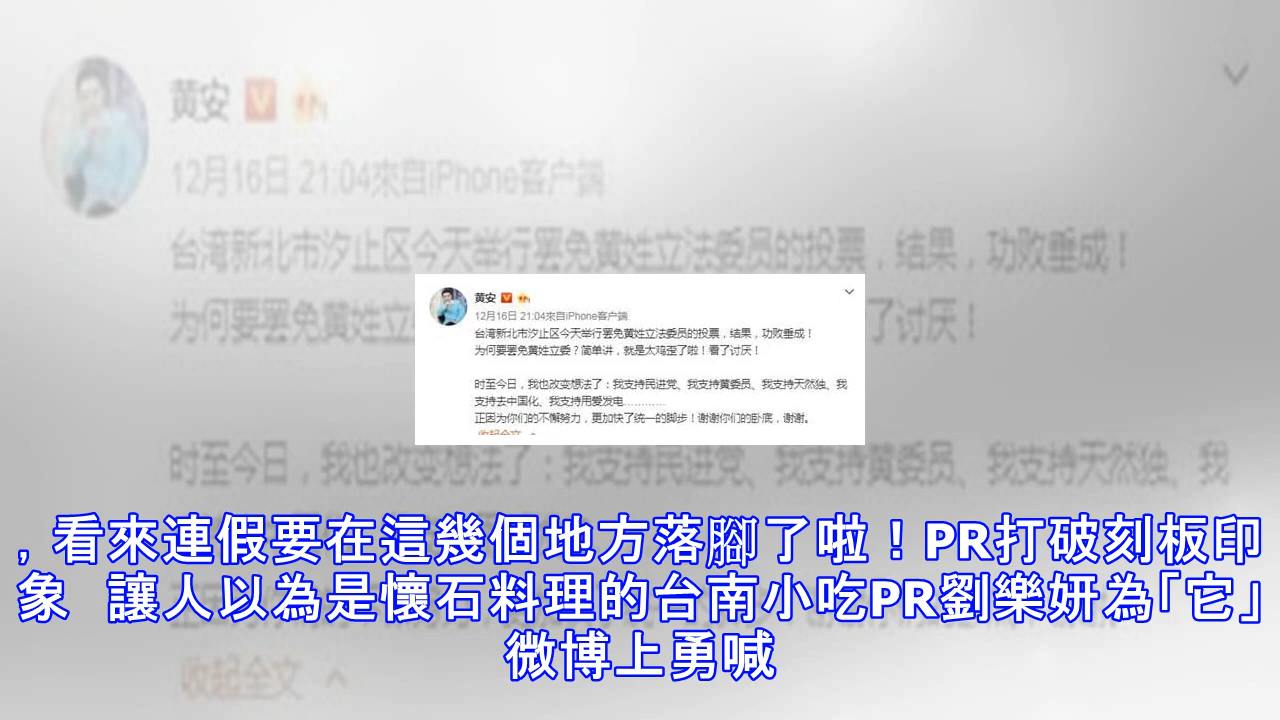 黄安
12月16日 21:04來自iPhone客户端
台湾新北市汐止区今天举行罢免黄姓立法委员的投票，结果，功败垂成！
为何要罢免黄姓立委？简单讲，就是太鸡歪了啦！看了讨厌！
时至今日，我也改变想法了：我支持民进党、我支持黄委员、我支持天然独、我
支持去中国化、我支持用爱发电…………
正因为你们的不懈努力，更加快了统一的脚步！谢谢你们的卧底，谢谢。
收起全文
，看來連假要在這幾個地方落腳了啦！PR打破刻板印
象 讓人以為是懷石料理的台南小吃PR劉樂妍為「它」
微博上勇喊